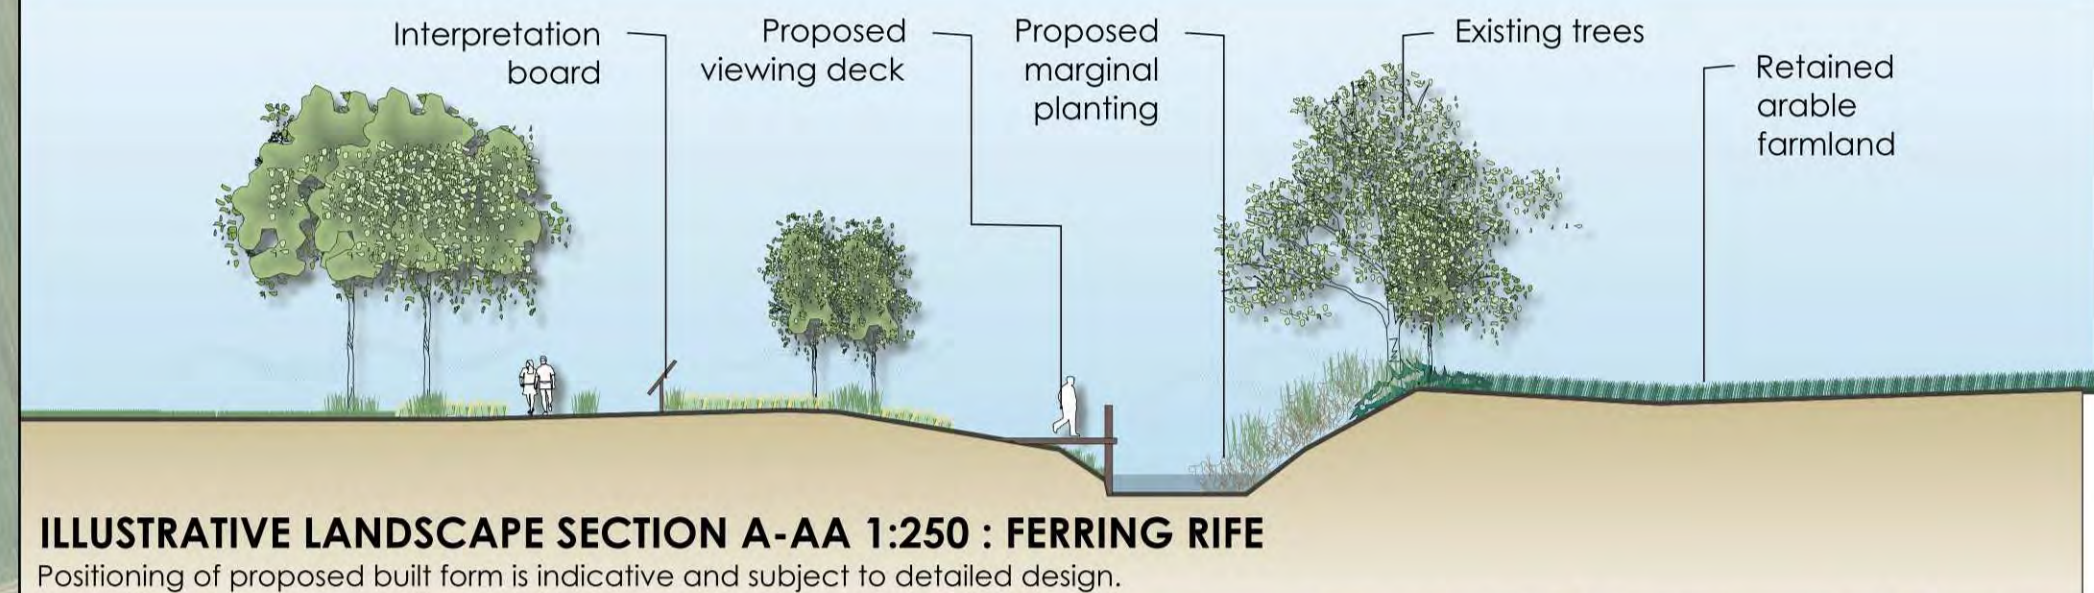 Interpretation
board
Proposed
viewing deck
Proposed
marginal
planting
Existing trees
Retained
arable
farmland
ILLUSTRATIVE LANDSCAPE SECTION A-AA 1:250 : FERRING RIFE
Positioning of proposed built form is indicative and subject to detailed design.